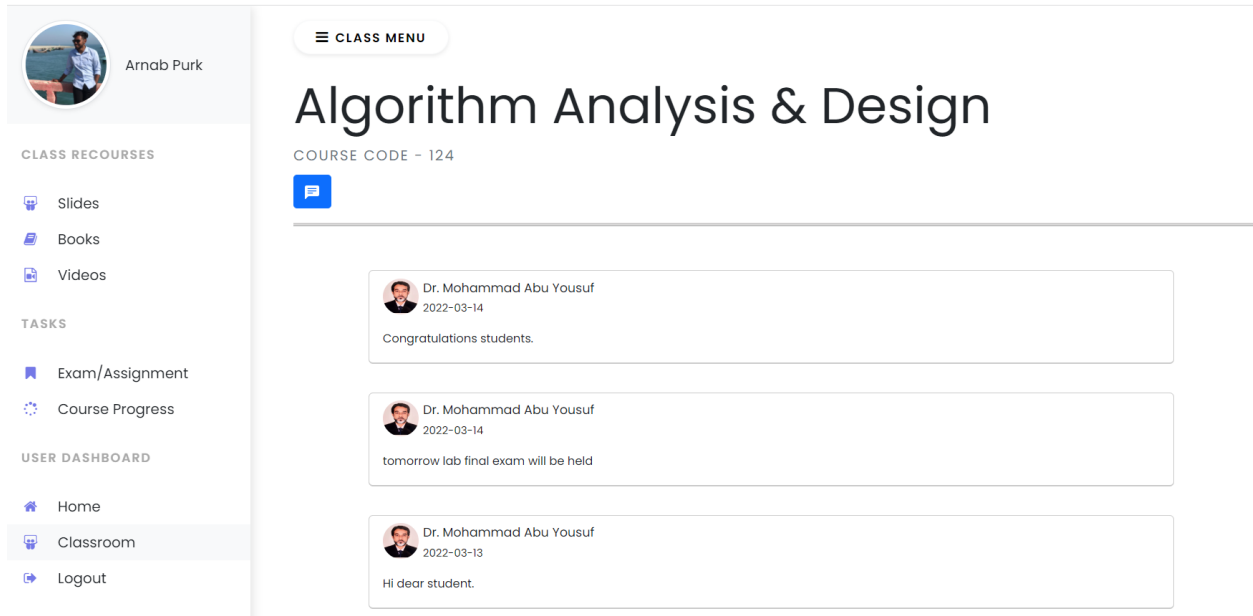 Arnab Purk
CLASS RECOURSES
Slides
Books
Videos
TASKS
Exam/Assignment
Course Progress
USER DASHBOARD
Home
Classroom
Logout
CLASS MENU
Algorithm Analysis & Design
COURSE CODE - 124
Dr. Mohammad Abu Yousuf
2022-03-14
Congratulations students.
Dr. Mohammad Abu Yousuf
2022-03-14
tomorrow lab final exam will be held
Dr. Mohammad Abu Yousuf
2022-03-13
Hi dear student.